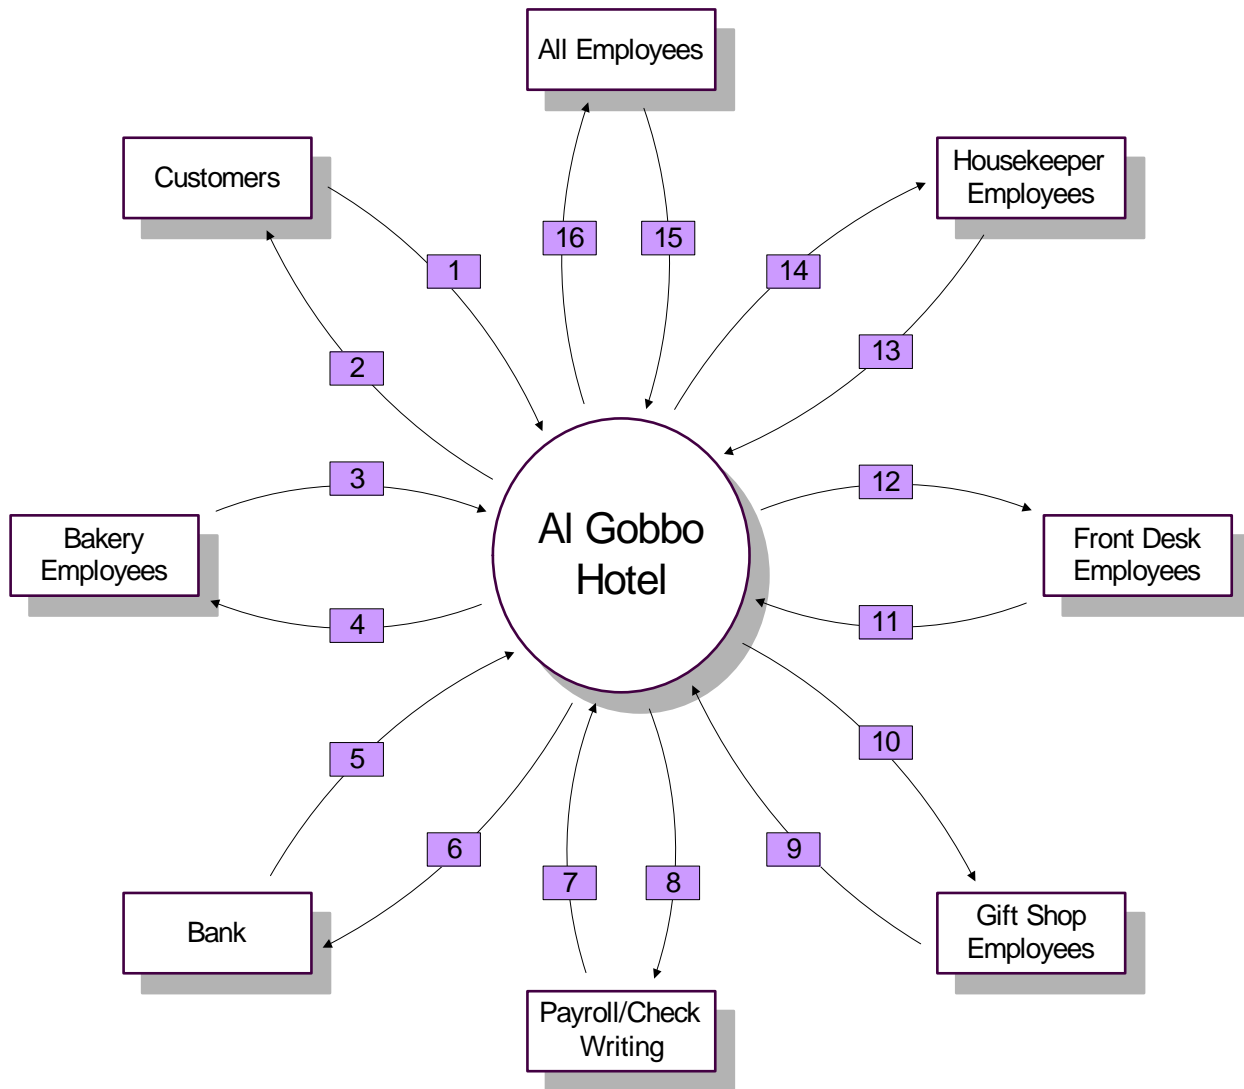 All Employees
Customers
Housekeeper
Employees
16
15
1
14
2
13
3
12
Al Gobbo
Hotel
Bakery
Employees
Front Desk
Employees
4
11
5
10
6
9
7
8
Bank
Gift Shop
Employees
Payroll/Check
Writing